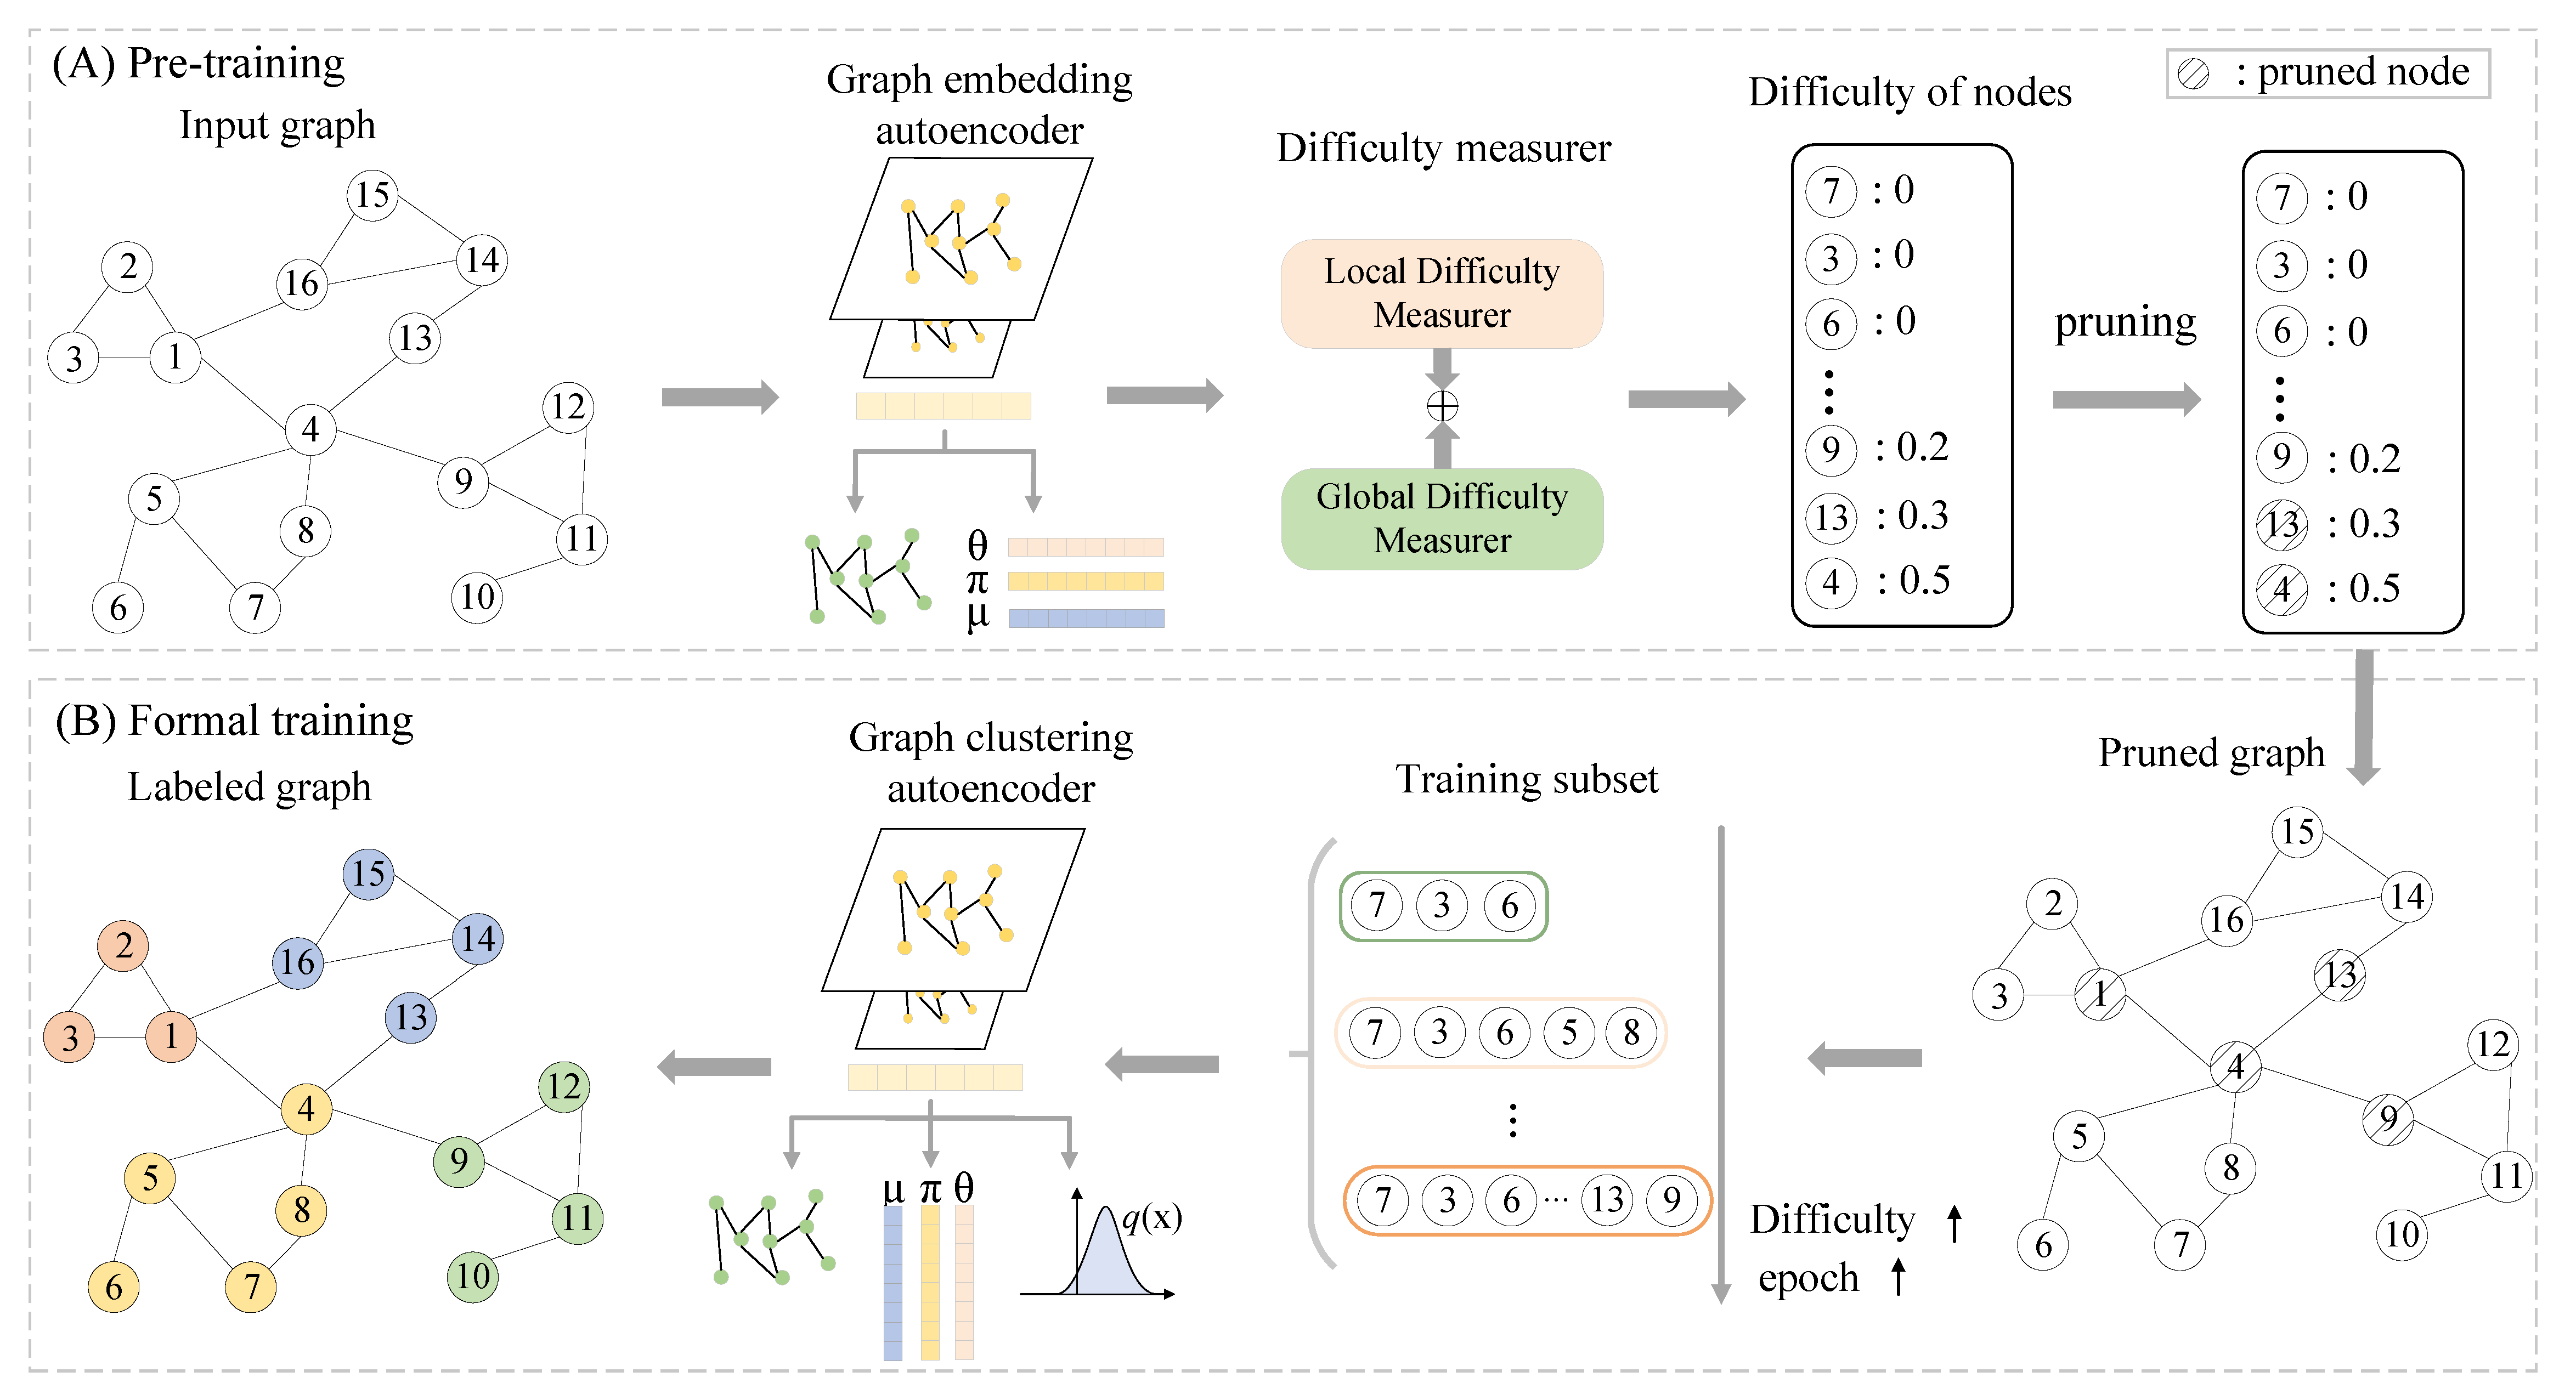 (A) Pre-training
Input graph
15
14
16
2
13
3
1
4
12
9
5
8
11
6
7
10
Graph embedding
autoencoder
θ
π
μ
Difficulty measurer
Local Difficulty
Measurer
Global Difficulty
Measurer
Difficulty of nodes
7 : 0
3 : 0
6 : 0
⋮
9 : 0.2
13 : 0.3
4 : 0.5
pruning
: pruned node
7 : 0
3 : 0
6 : 0
⋮
9 : 0.2
13 : 0.3
4 : 0.5
(B) Formal training
Labeled graph
15
14
16
2
13
3
1
4
12
9
5
8
11
6
7
10
Graph clustering
autoencoder
μ π θ
q(x)
Training subset
7 3 6
7 3 6 5 8
⋮
7 3 6 ··· 13 9
Difficulty ↑
epoch ↑
Pruned graph
15
14
16
2
13
3
1
4
12
9
5
8
11
6
7
10